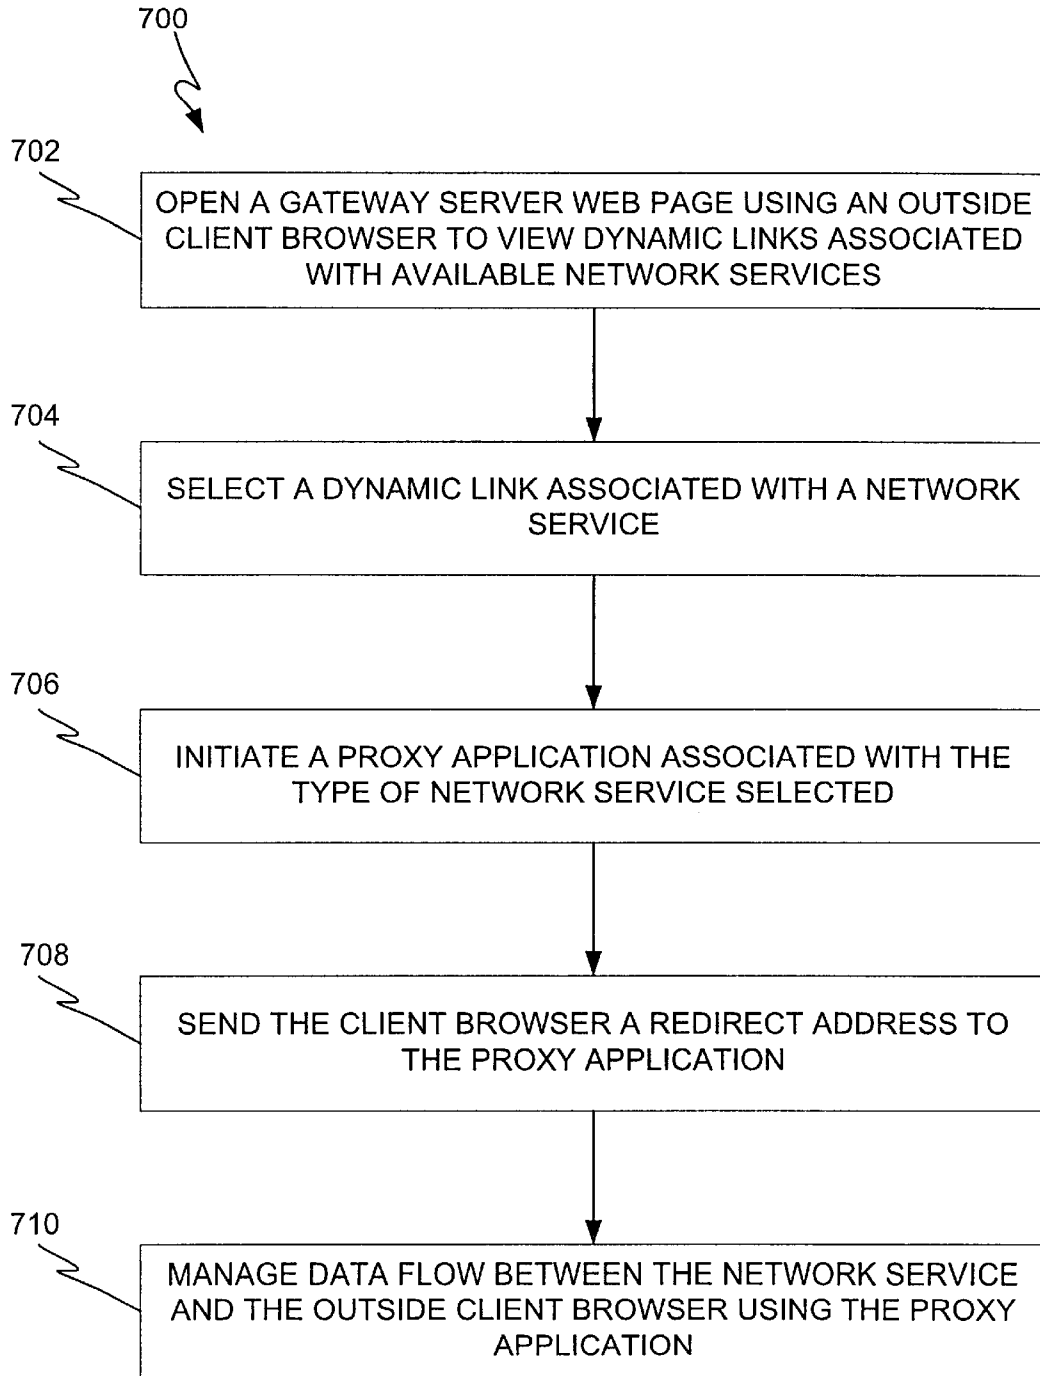 700
702
OPEN A GATEWAY SERVER WEB PAGE USING AN OUTSIDE
CLIENT BROWSER TO VIEW DYNAMIC LINKS ASSOCIATED
WITH AVAILABLE NETWORK SERVICES
704
SELECT A DYNAMIC LINK ASSOCIATED WITH A NETWORK
SERVICE
706
INITIATE A PROXY APPLICATION ASSOCIATED WITH THE
TYPE OF NETWORK SERVICE SELECTED
708
SEND THE CLIENT BROWSER A REDIRECT ADDRESS TO
THE PROXY APPLICATION
710
MANAGE DATA FLOW BETWEEN THE NETWORK SERVICE
AND THE OUTSIDE CLIENT BROWSER USING THE PROXY
APPLICATION